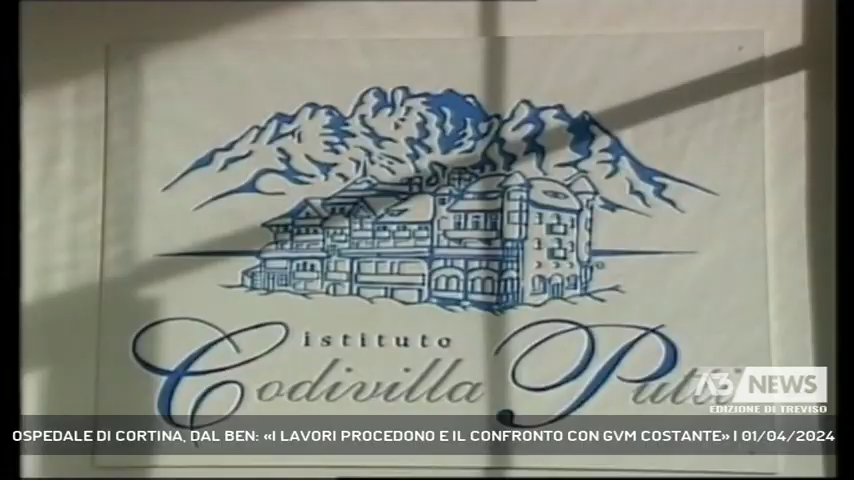 istituto
Codivilla Putti
A3 NEWS
EDIZIONE DI TREVISO
OSPEDALE DI CORTINA, DAL BEN: «I LAVORI PROCEDONO E IL CONFRONTO CON GVM COSTANTE» | 01/04/2024